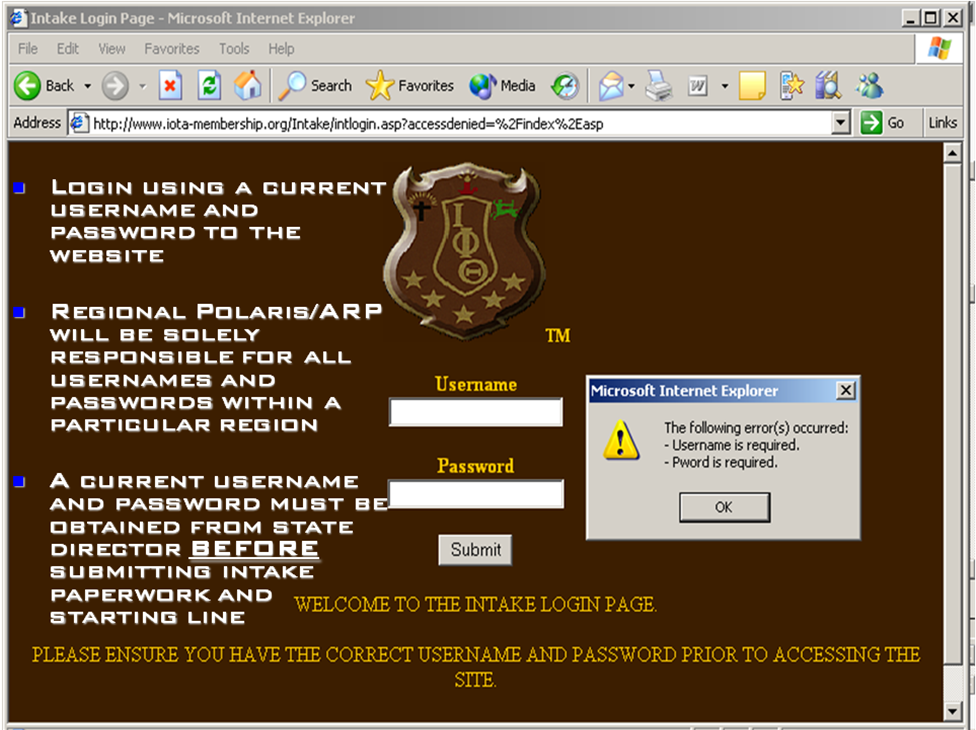 Intake Login Page - Microsoft Internet Explorer
File Edit View Favorites Tools Help
Back Search Favorites Media
Address http://www.iota-membership.org/Intake/intlogin.asp?accessdenied=%2Findex%2Easp Go Links
LOGIN USING A CURRENT
USERNAME AND
PASSWORD TO THE
WEBSITE
REGIONAL POLARIS/ARP
WILL BE SOLELY
RESPONSIBLE FOR ALL
USERNAMES AND
PASSWORDS WITHIN A
PARTICULAR REGION
A CURRENT USERNAME
AND PASSWORD MUST BE
OBTAINED FROM STATE
DIRECTOR BEFORE
SUBMITTING INTAKE
PAPERWORK AND
STARTING LINE
Ι
Φ
Θ
TM
Username
Password
Submit
Microsoft Internet Explorer
The following error(s) occurred:
- Username is required.
- Pword is required.
OK
WELCOME TO THE INTAKE LOGIN PAGE.
PLEASE ENSURE YOU HAVE THE CORRECT USERNAME AND PASSWORD PRIOR TO ACCESSING THE
SITE.